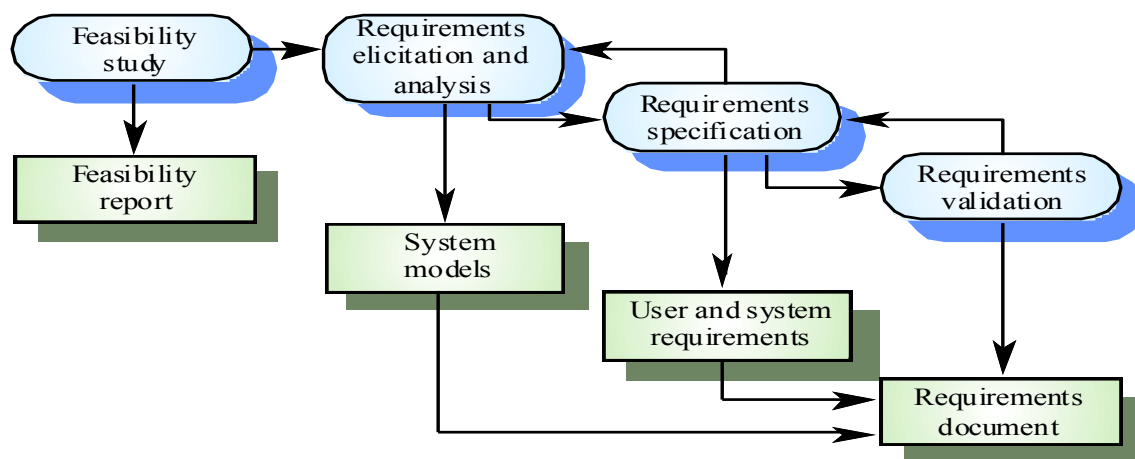 Feasibility
study
Requirements
elicitation and
analysis
Requirements
specification
Requirements
validation
Feasibility
report
System
models
User and system
requirements
Requirements
document